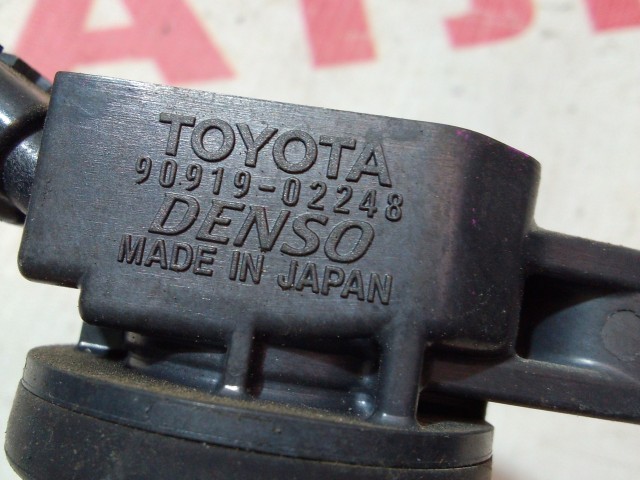 TOYOTA
90919-02248
DENSO
MADE IN JAPAN